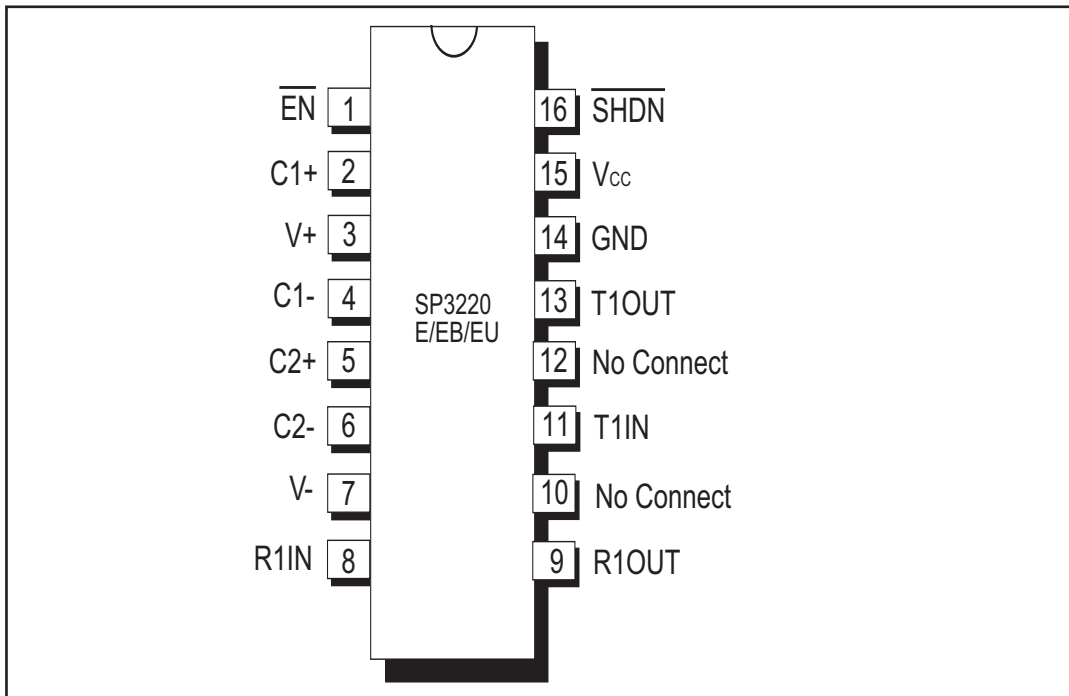 EN 1 16 SHDN
C1+ 2 15 Vcc
V+ 3 14 GND
C1- 4 13 T1OUT
SP3220
E/EB/EU
C2+ 5 12 No Connect
C2- 6 11 T1IN
V- 7 10 No Connect
R1IN 8 9 R1OUT